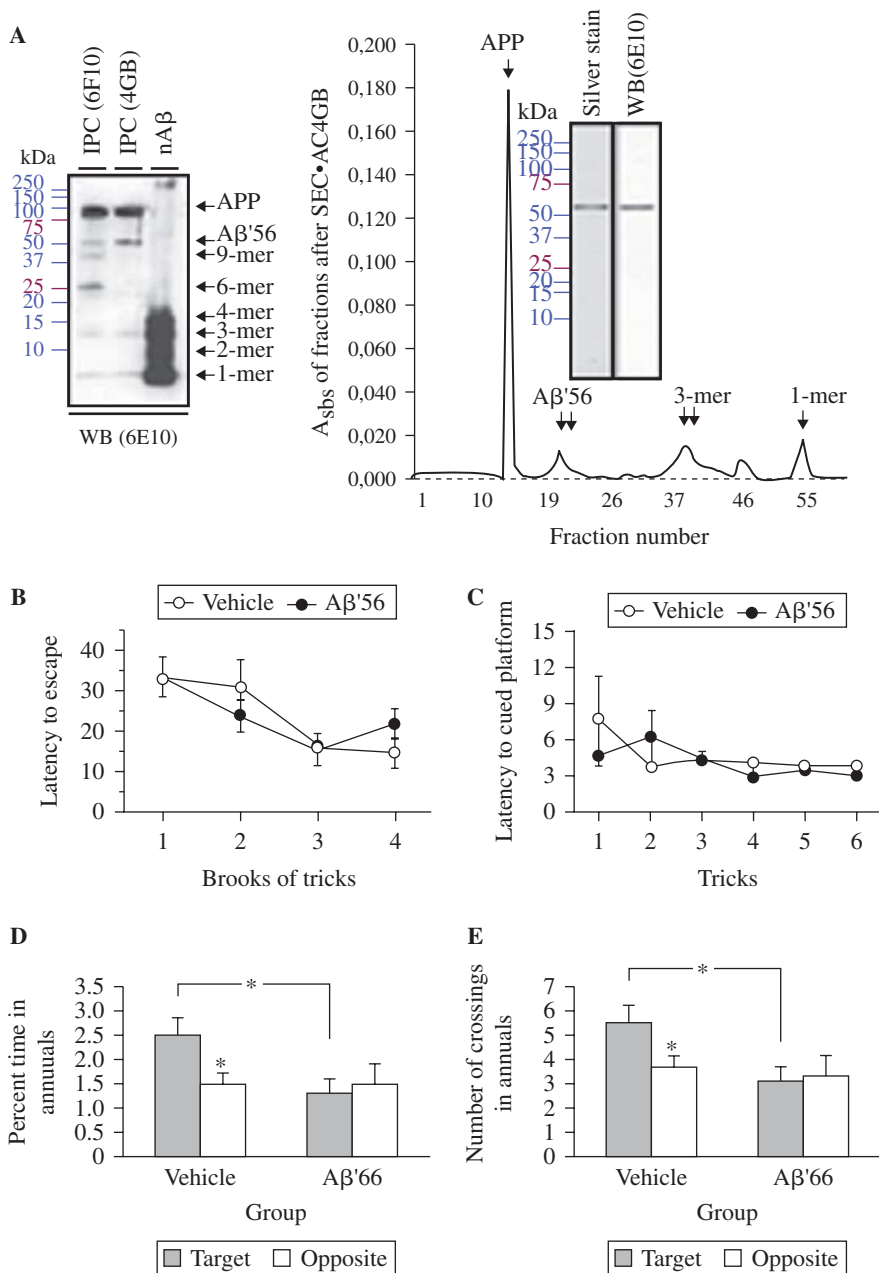 A
IPC (6F10)
IPC (4GB)
nAβ
kDa
250
150
100
75
50
37
25
20
15
10
APP
Aβ'56
9-mer
6-mer
4-mer
3-mer
2-mer
1-mer
WB (6E10)
A_sbs of fractions after SEC•AC4GB
0,200
0,180
0,160
0,140
0,120
0,100
0,080
0,060
0,040
0,020
0,000
APP
Aβ'56
3-mer
1-mer
1 10 19 26 37 46 55
Fraction number
Silver stain
WB(6E10)
kDa
250
150
100
75
50
37
25
20
15
10
B
Vehicle Aβ'56
Latency to escape
40
30
20
10
0
1 2 3 4
Brooks of tricks
C
Vehicle Aβ'56
Latency to cued platform
15
12
9
6
3
0
1 2 3 4 5 6
Tricks
D
Percent time in
annuuals
3.5
3.0
2.5
2.0
1.5
1.0
0.5
0
*
*
Vehicle Aβ'66
Group
Target Opposite
E
Number of crossings
in annuals
7
6
5
4
3
2
1
0
*
*
Vehicle Aβ'66
Group
Target Opposite